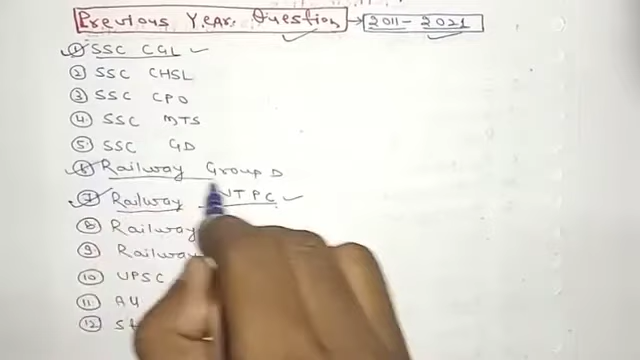 Previous Year Question → 2011 - 2021
① SSC CGL
② SSC CHSL
③ SSC CPO
④ SSC MTS
⑤ SSC GD
⑥ Railway Group D
⑦ Railway NTPC
⑧ Railway
⑨ Railway
⑩ UPSC
⑪
⑫